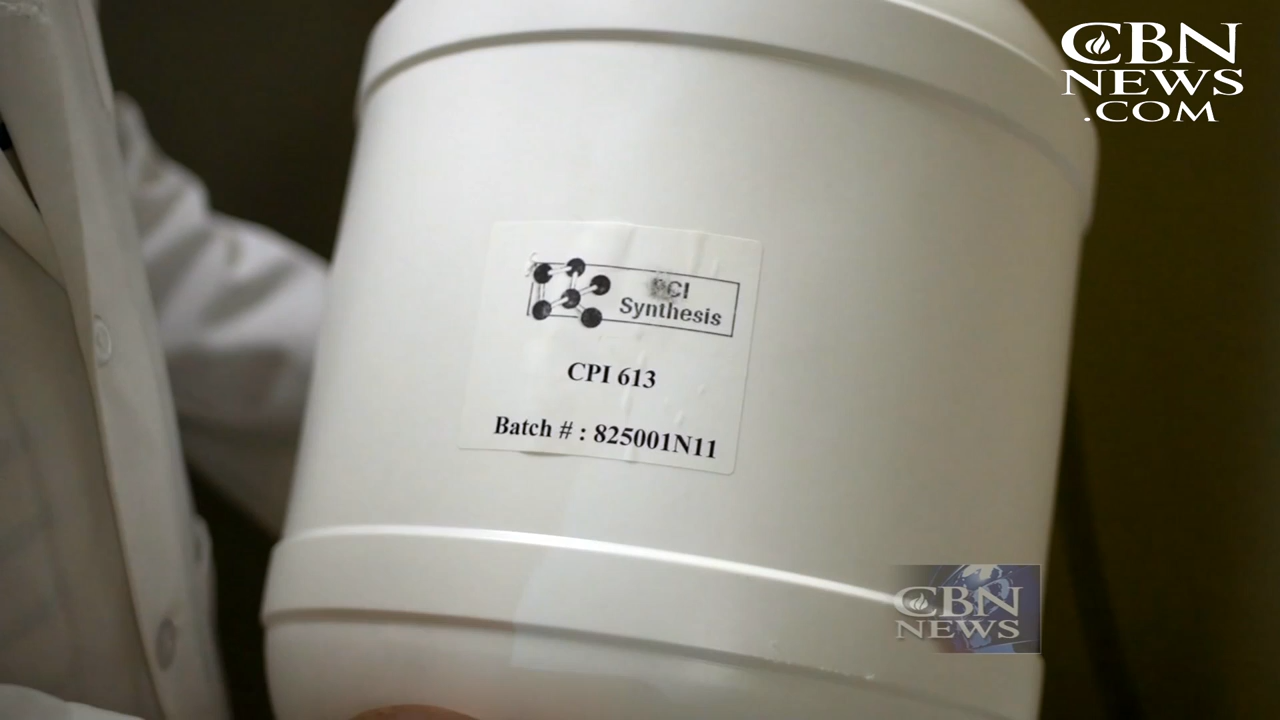 CBN
NEWS
.COM
Synthesis
CPI 613
Batch # : 825001N11
CBN
NEWS